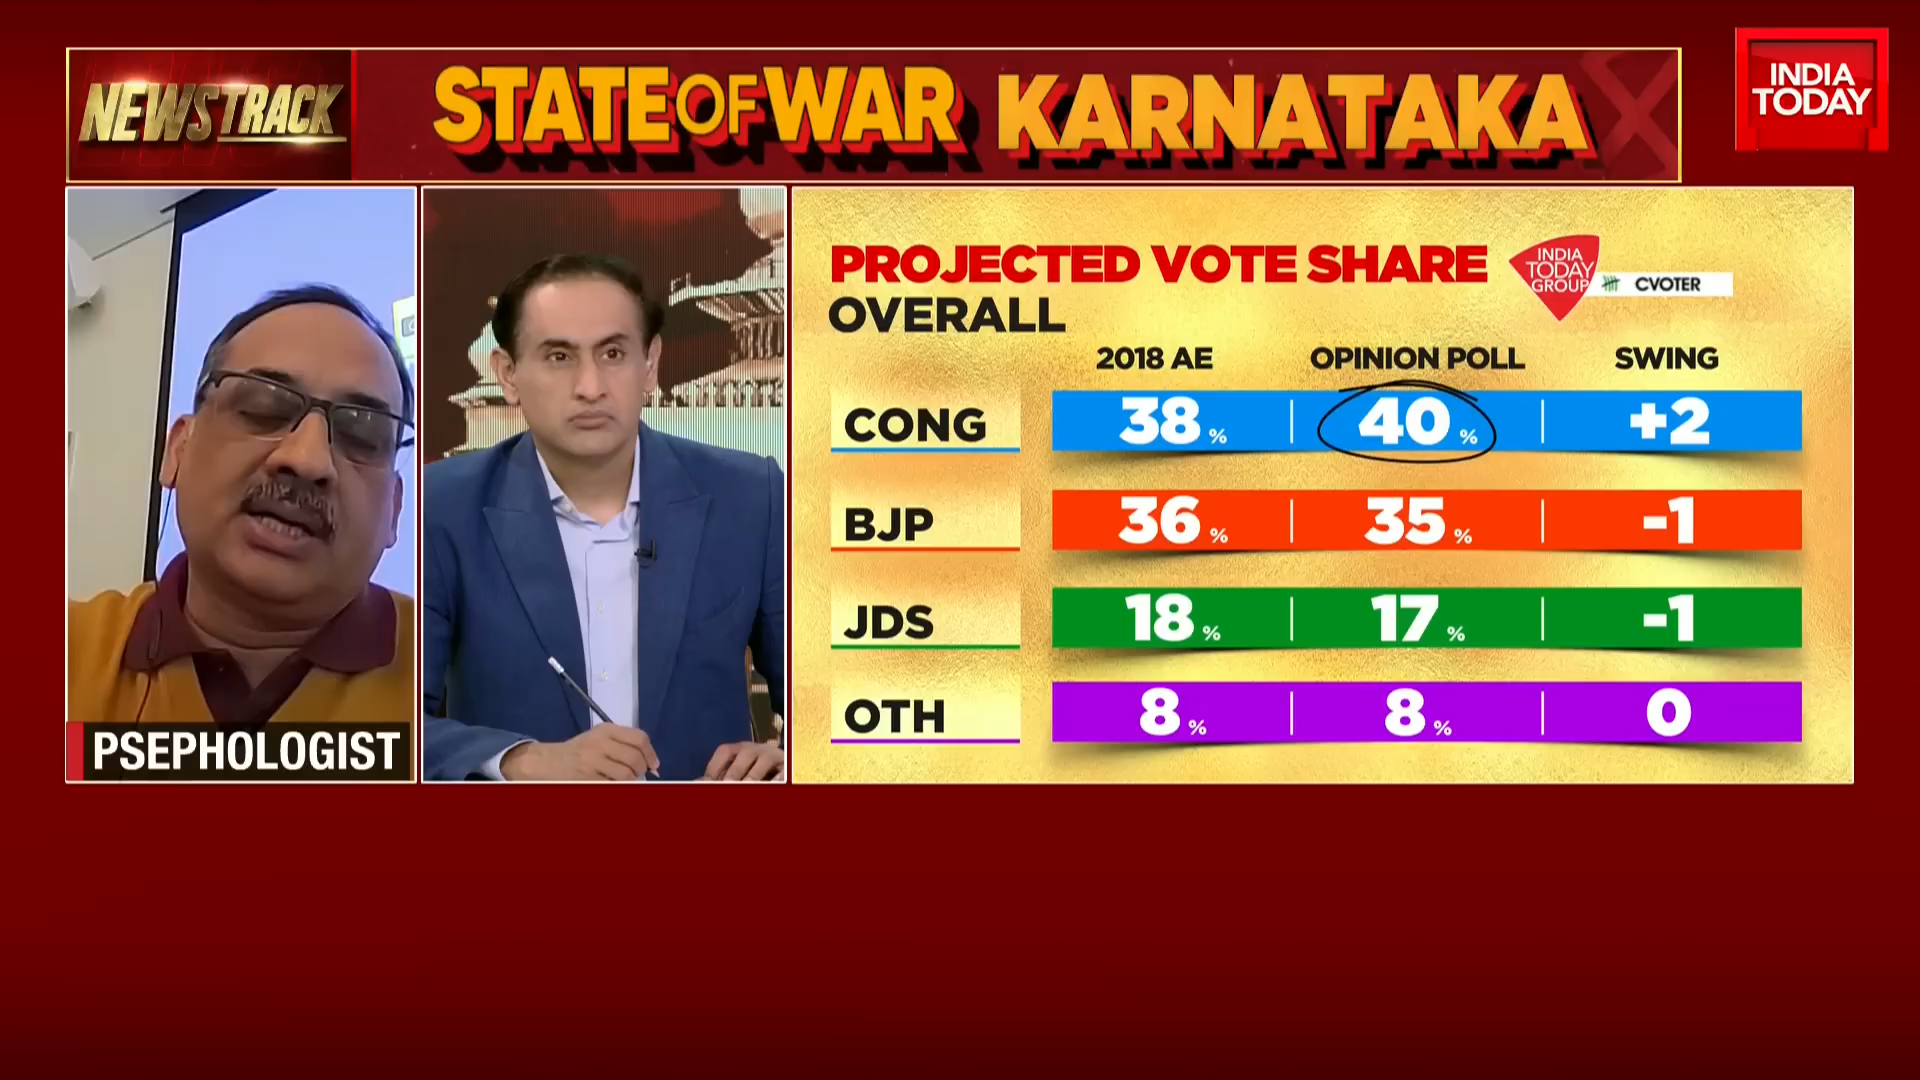 NEWSTRACK
STATE OF WAR KARNATAKA
INDIA
TODAY
PROJECTED VOTE SHARE
OVERALL
INDIA
TODAY
GROUP
CVOTER
2018 AE OPINION POLL SWING
CONG 38% 40% +2
BJP 36% 35% -1
JDS 18% 17% -1
OTH 8% 8% 0
PSEPHOLOGIST